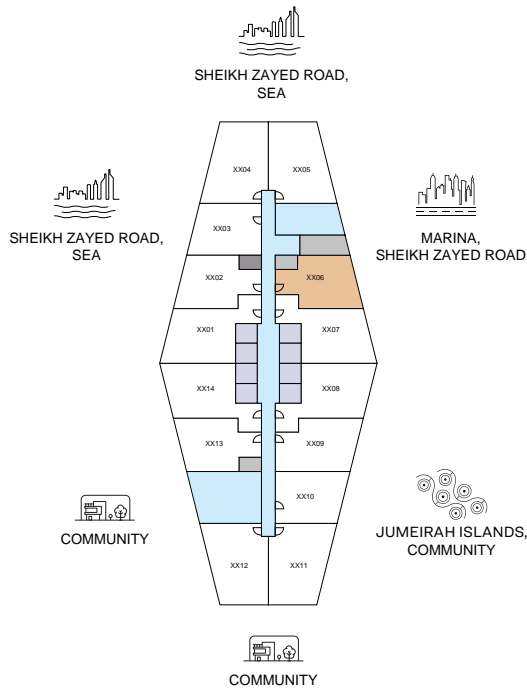 SHEIKH ZAYED ROAD,
SEA
XX04
XX05
SHEIKH ZAYED ROAD,
SEA
XX03
MARINA,
SHEIKH ZAYED ROAD
XX02
XX06
XX01
XX07
XX14
XX08
XX13
XX09
XX10
COMMUNITY
JUMEIRAH ISLANDS,
COMMUNITY
XX12
XX11
COMMUNITY